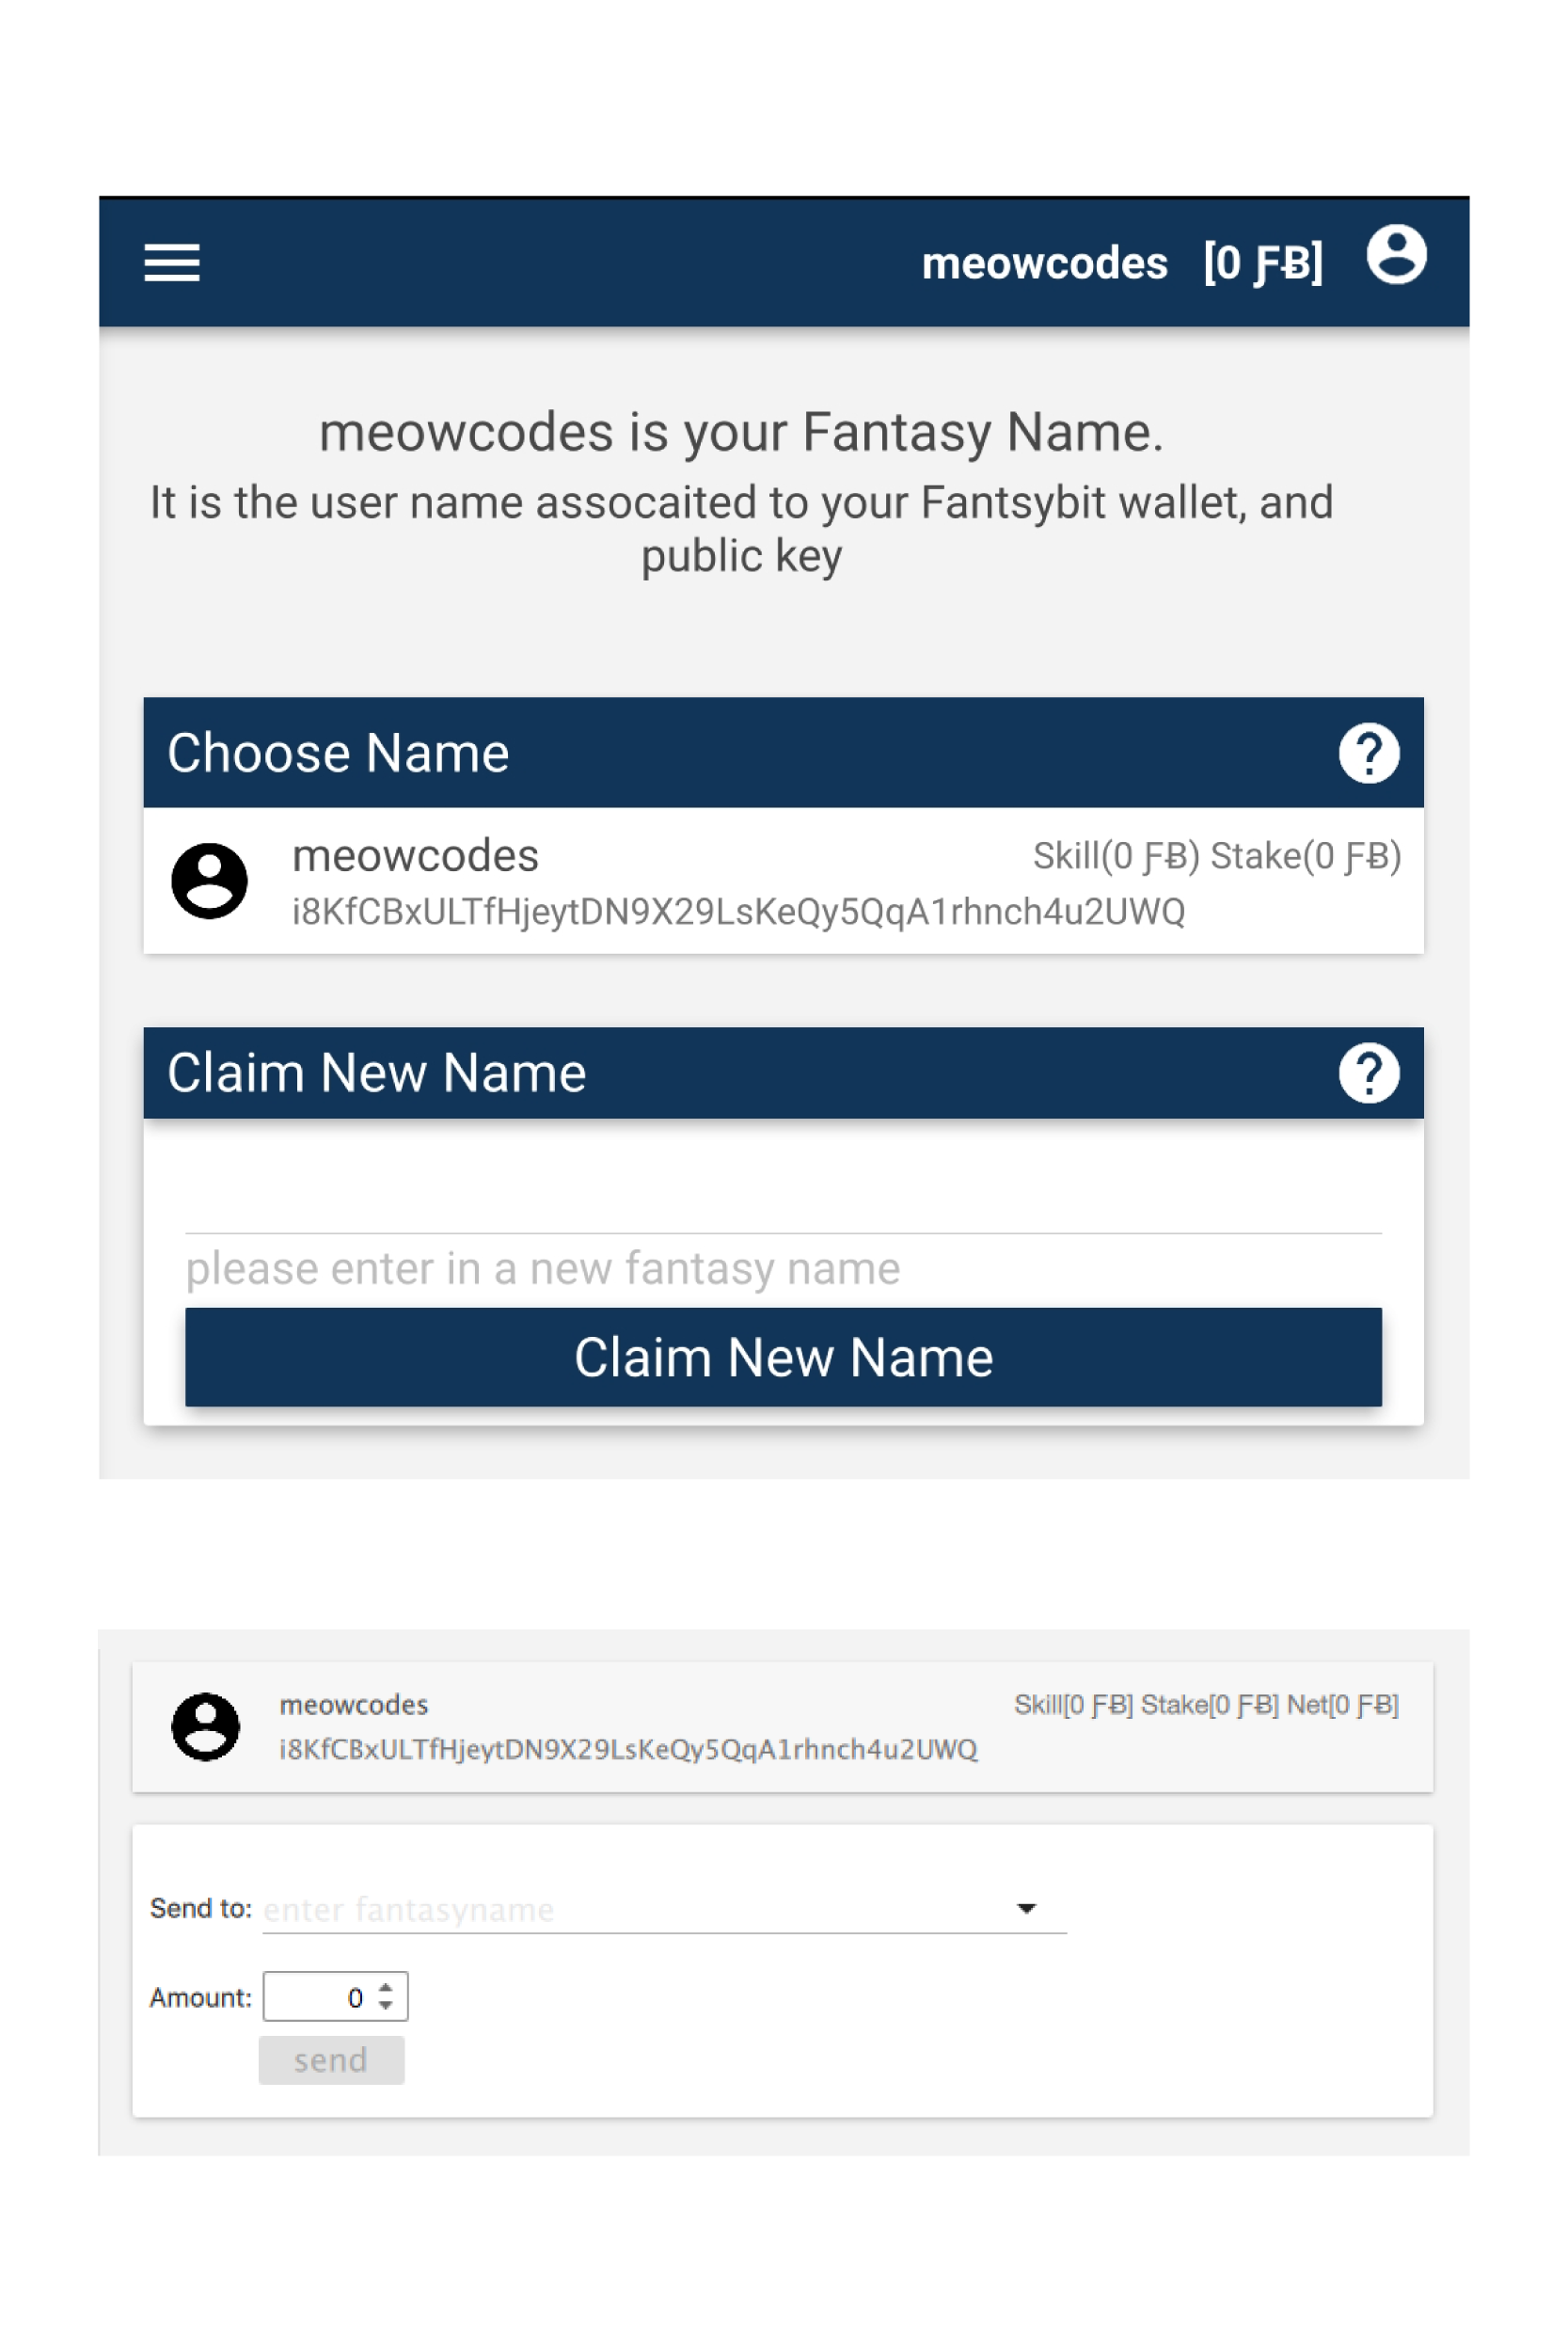 meowcodes [0 ƑɃ]
meowcodes is your Fantasy Name.
It is the user name assocaited to your Fantsybit wallet, and
public key
Choose Name
meowcodes Skill(0 ƑɃ) Stake(0 ƑɃ)
i8KfCBxULTfHjeytDN9X29LsKeQy5QqA1rhnch4u2UWQ
Claim New Name
please enter in a new fantasy name
Claim New Name
meowcodes Skill[0 ƑɃ] Stake[0 ƑɃ] Net[0 ƑɃ]
i8KfCBxULTfHjeytDN9X29LsKeQy5QqA1rhnch4u2UWQ
Send to: enter fantasyname
Amount: 0
send